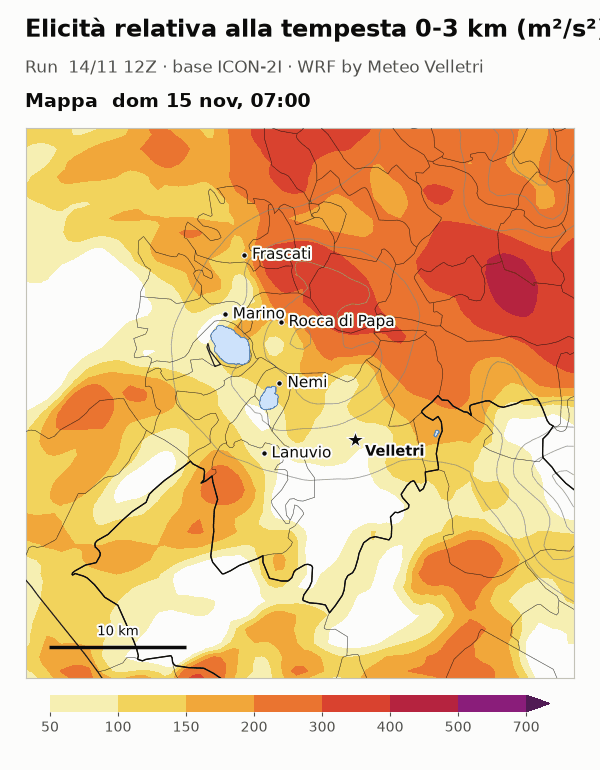 Elicità relativa alla tempesta 0-3 km (m²/s²)
Run 14/11 12Z · base ICON-2I · WRF by Meteo Velletri
Mappa dom 15 nov, 07:00
Frascati
Marino
Rocca di Papa
Nemi
Velletri
Lanuvio
10 km
50 100 150 200 300 400 500 700